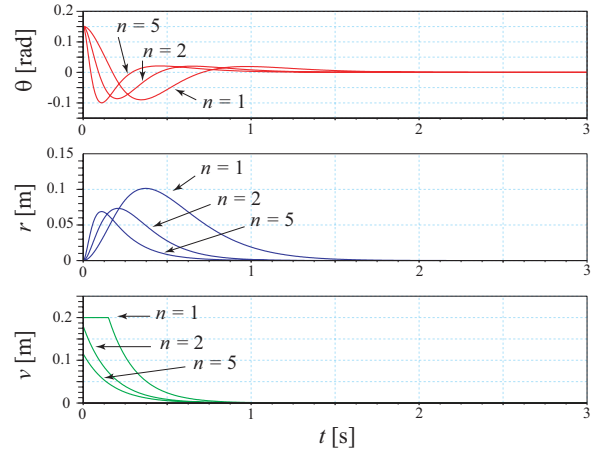 0.2
0.1
0
-0.1
θ [rad]
n = 5
n = 2
n = 1
0
1
2
3
0.15
0.1
0.05
0
r [m]
n = 1
n = 2
n = 5
0
1
2
3
0.2
0.1
0
v [m]
n = 1
n = 2
n = 5
0
1
2
3
t [s]